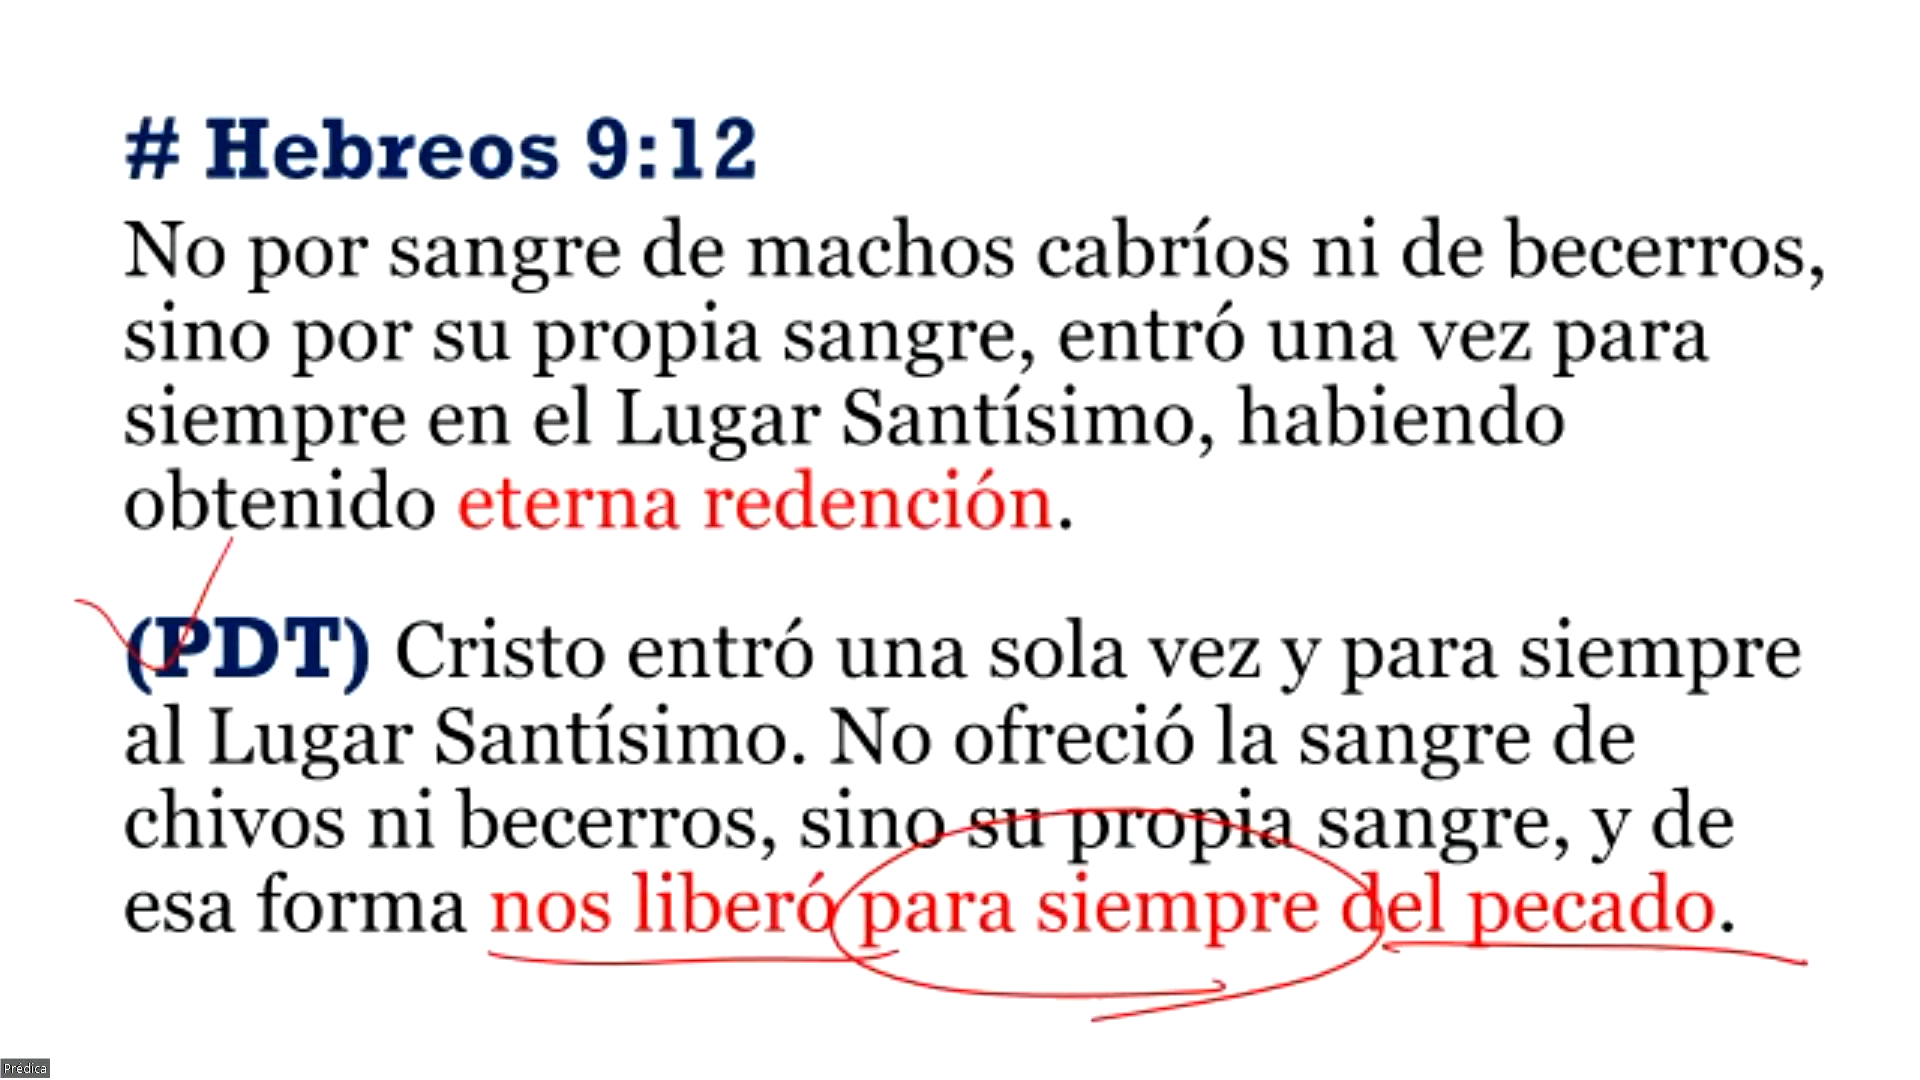 # Hebreos 9:12
No por sangre de machos cabríos ni de becerros,
sino por su propia sangre, entró una vez para
siempre en el Lugar Santísimo, habiendo
obtenido eterna redención.
(PDT) Cristo entró una sola vez y para siempre
al Lugar Santísimo. No ofreció la sangre de
chivos ni becerros, sino su propia sangre, y de
esa forma nos liberó para siempre del pecado.
Prédica